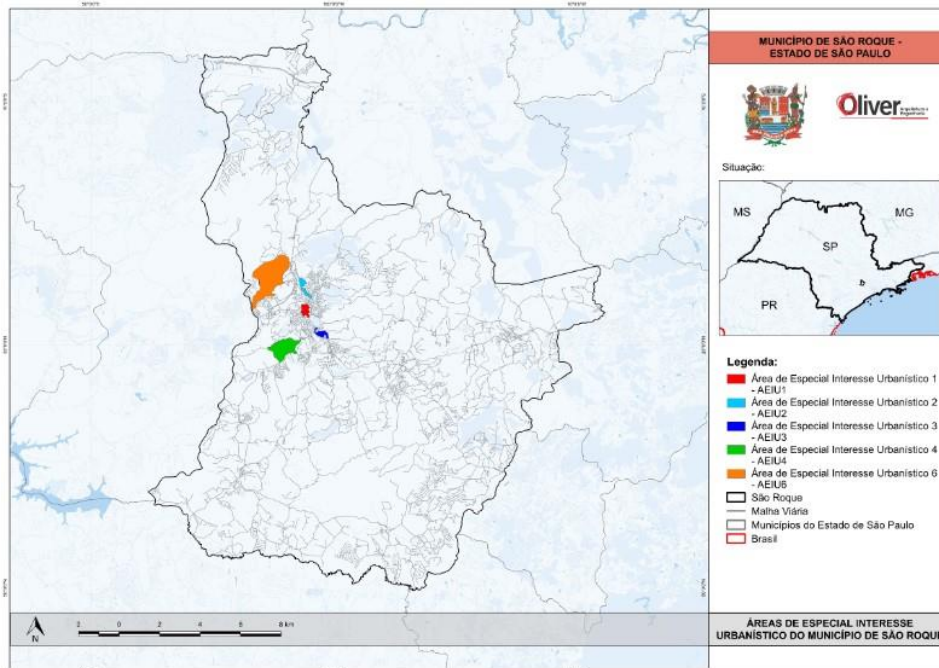 MUNICÍPIO DE SÃO ROQUE -
ESTADO DE SÃO PAULO
Oliver
Situação:
MS
MG
SP
PR
Legenda:
Área de Especial Interesse Urbanístico 1
- AEIU1
Área de Especial Interesse Urbanístico 2
- AEIU2
Área de Especial Interesse Urbanístico 3
- AEIU3
Área de Especial Interesse Urbanístico 4
- AEIU4
Área de Especial Interesse Urbanístico 6
- AEIU6
São Roque
Malha Viária
Municípios do Estado de São Paulo
Brasil
N
2 0 2 4 6 8 km
ÁREAS DE ESPECIAL INTERESSE
URBANÍSTICO DO MUNICÍPIO DE SÃO ROQUE